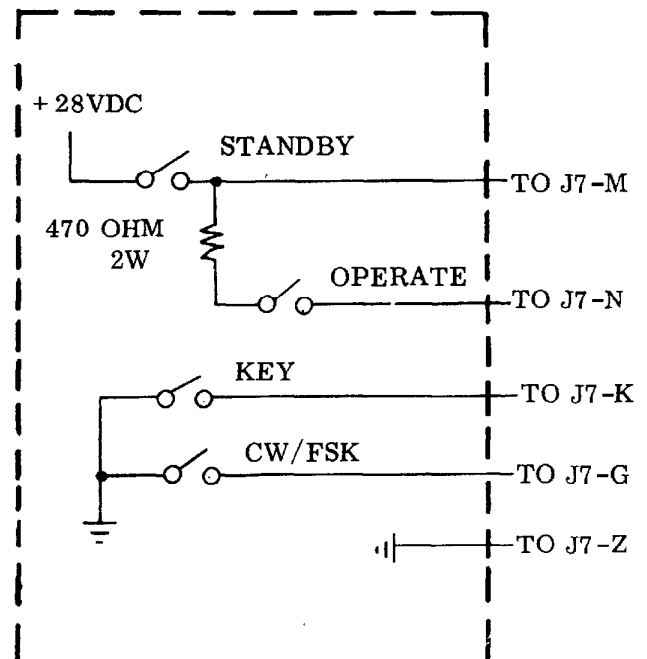 +28VDC
STANDBY
TO J7-M
470 OHM
2W
OPERATE
TO J7-N
KEY
TO J7-K
CW/FSK
TO J7-G
TO J7-Z